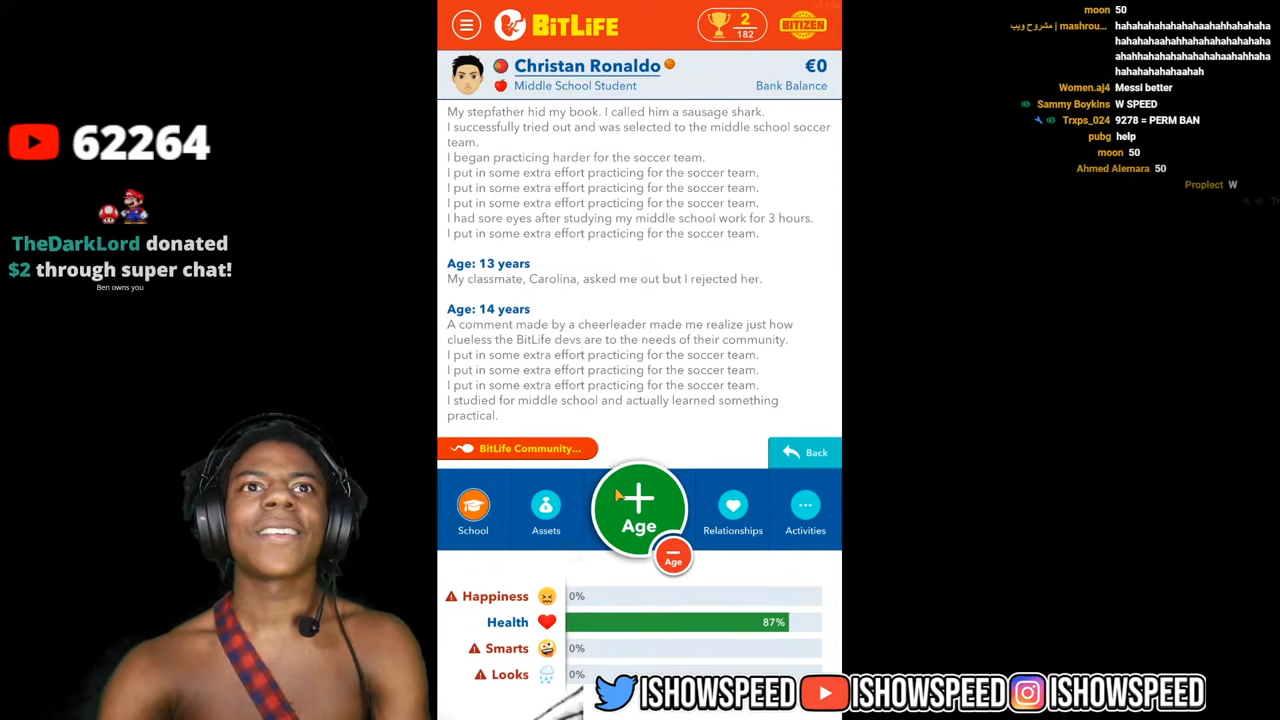 62264
TheDarkLord donated
$2 through super chat!
Ben owns you
BitLife
2
182
BITIZEN
Christan Ronaldo
€0
Middle School Student
Bank Balance
My stepfather hid my book. I called him a sausage shark.
I successfully tried out and was selected to the middle school soccer
team.
I began practicing harder for the soccer team.
I put in some extra effort practicing for the soccer team.
I put in some extra effort practicing for the soccer team.
I put in some extra effort practicing for the soccer team.
I had sore eyes after studying my middle school work for 3 hours.
I put in some extra effort practicing for the soccer team.
Age: 13 years
My classmate, Carolina, asked me out but I rejected her.
Age: 14 years
A comment made by a cheerleader made me realize just how
clueless the BitLife devs are to the needs of their community.
I put in some extra effort practicing for the soccer team.
I put in some extra effort practicing for the soccer team.
I put in some extra effort practicing for the soccer team.
I studied for middle school and actually learned something
practical.
BitLife Community...
Back
School
Assets
Age
Age
Relationships
Activities
Happiness 0%
Health 87%
Smarts 0%
Looks 0%
ISHOWSPEED ISHOWSPEED ISHOWSPEED
moon 50
مشروح ويب | mashrou... hahahahahahahaahahhahahaha
hahahahaahhahahahahahahaha
ahahhahahahahahahahahahaha
hahahahahahaahah
Women.aj4 Messi better
Sammy Boykins W SPEED
Trxps_024 9278 = PERM BAN
pubg help
moon 50
Ahmed Alemara 50
Proplect W